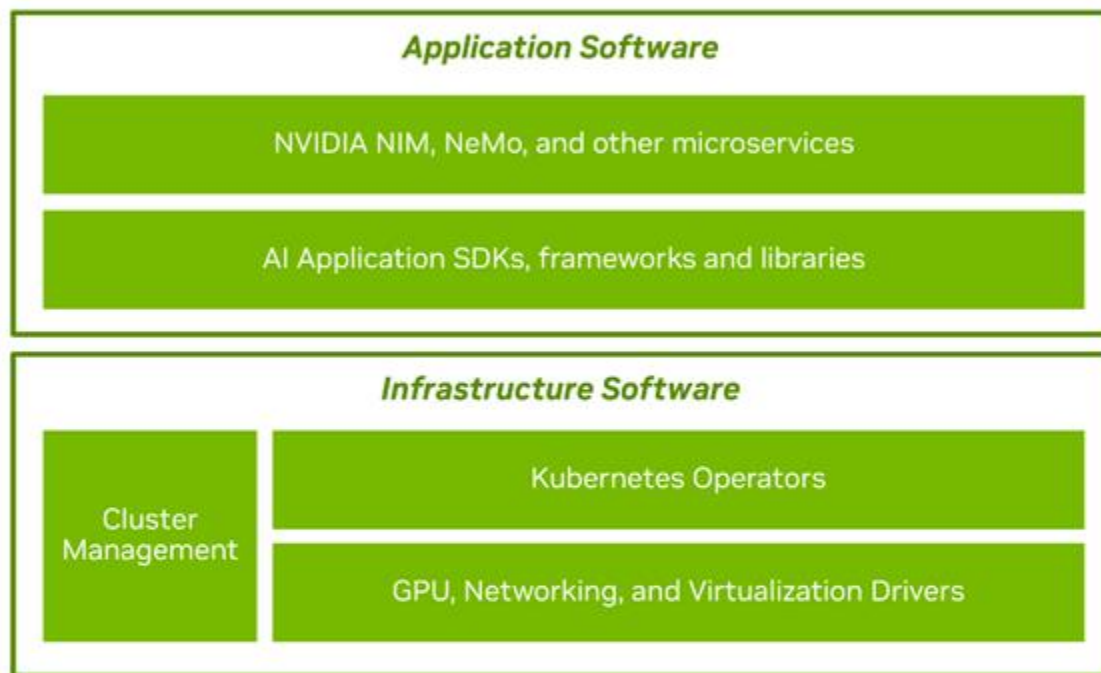 Application Software
NVIDIA NIM, NeMo, and other microservices
AI Application SDKs, frameworks and libraries
Infrastructure Software
Cluster
Management
Kubernetes Operators
GPU, Networking, and Virtualization Drivers